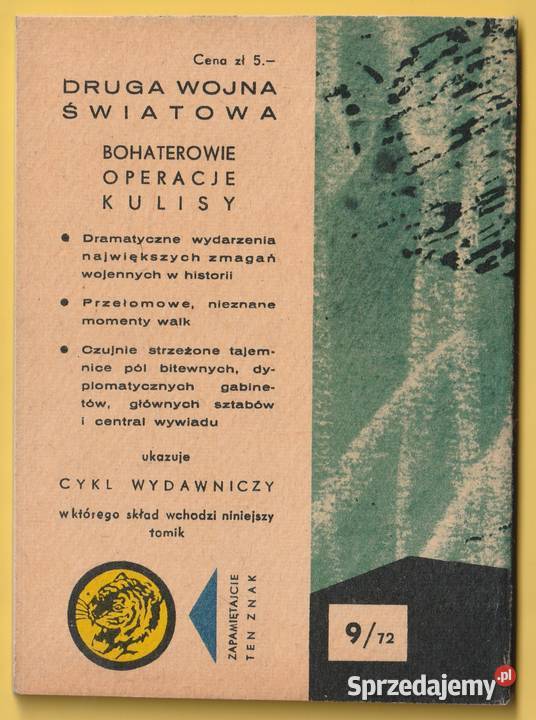 Cena zł 5.—
DRUGA WOJNA
ŚWIATOWA
BOHATEROWIE
OPERACJE
KULISY
● Dramatyczne wydarzenia
największych zmagań
wojennych w historii
● Przełomowe, nieznane
momenty walk
● Czujnie strzeżone tajem-
nice pól bitewnych, dy-
plomatycznych gabine-
tów, głównych sztabów
i central wywiadu
ukazuje
CYKL WYDAWNICZY
w którego skład wchodzi niniejszy
tomik
ZAPAMIĘTAJCIE
TEN ZNAK
9/72
Sprzedajemy.pl